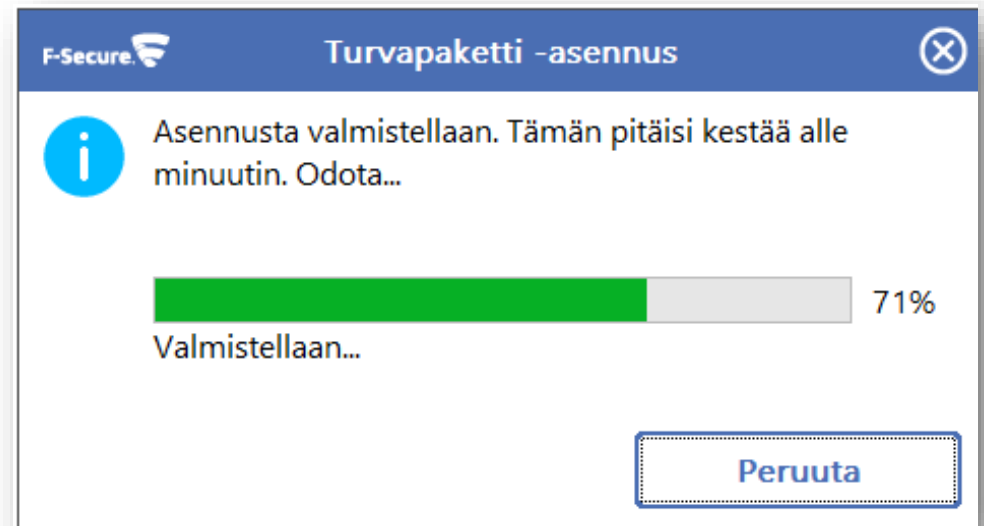 F-Secure. Turvapaketti -asennus
Asennusta valmistellaan. Tämän pitäisi kestää alle
minuutin. Odota...
71%
Valmistellaan...
Peruuta